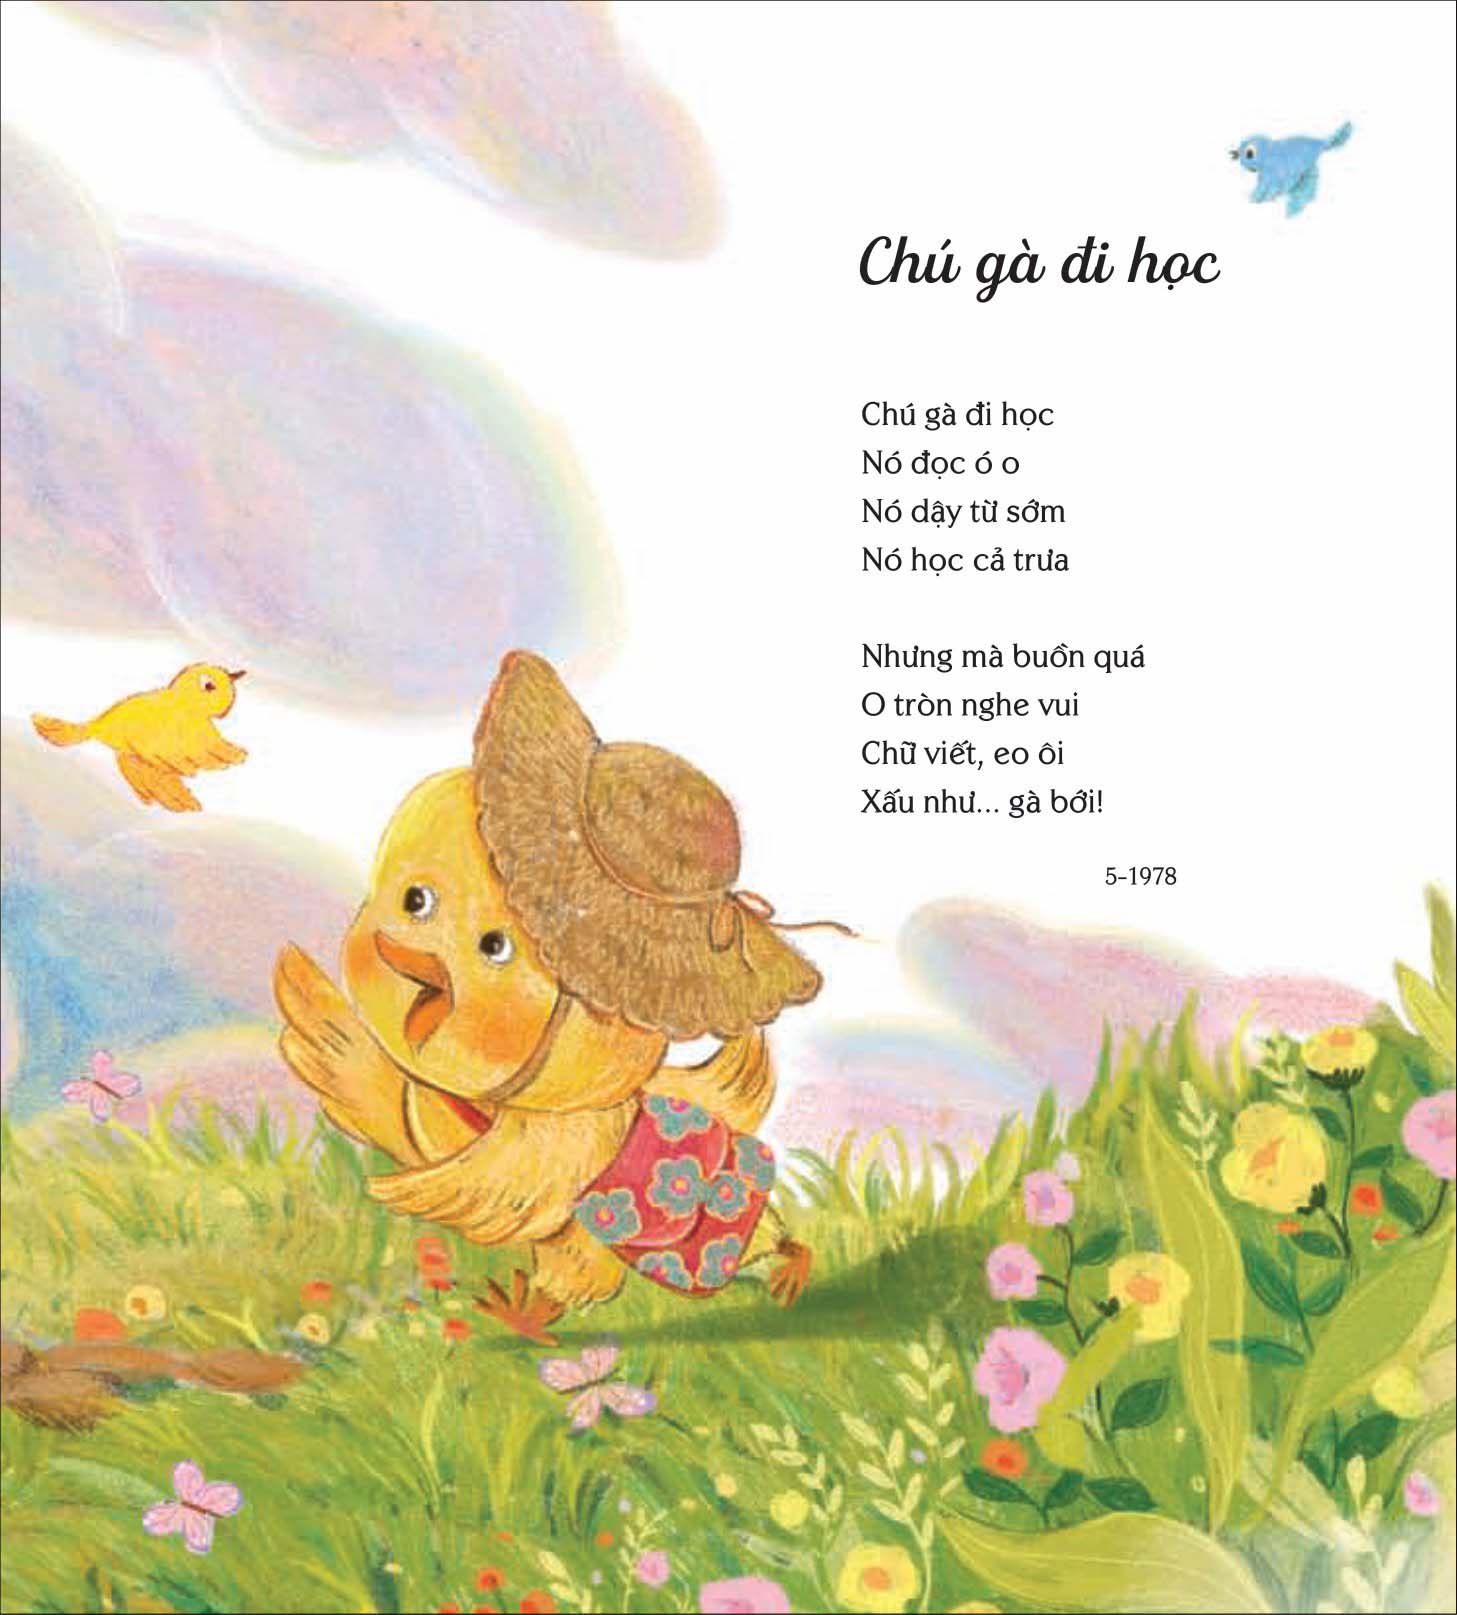 Chú gà đi học
Chú gà đi học
Nó đọc ó o
Nó dậy từ sớm
Nó học cả trưa
Nhưng mà buồn quá
O tròn nghe vui
Chữ viết, eo ôi
Xấu như... gà bới!
5-1978